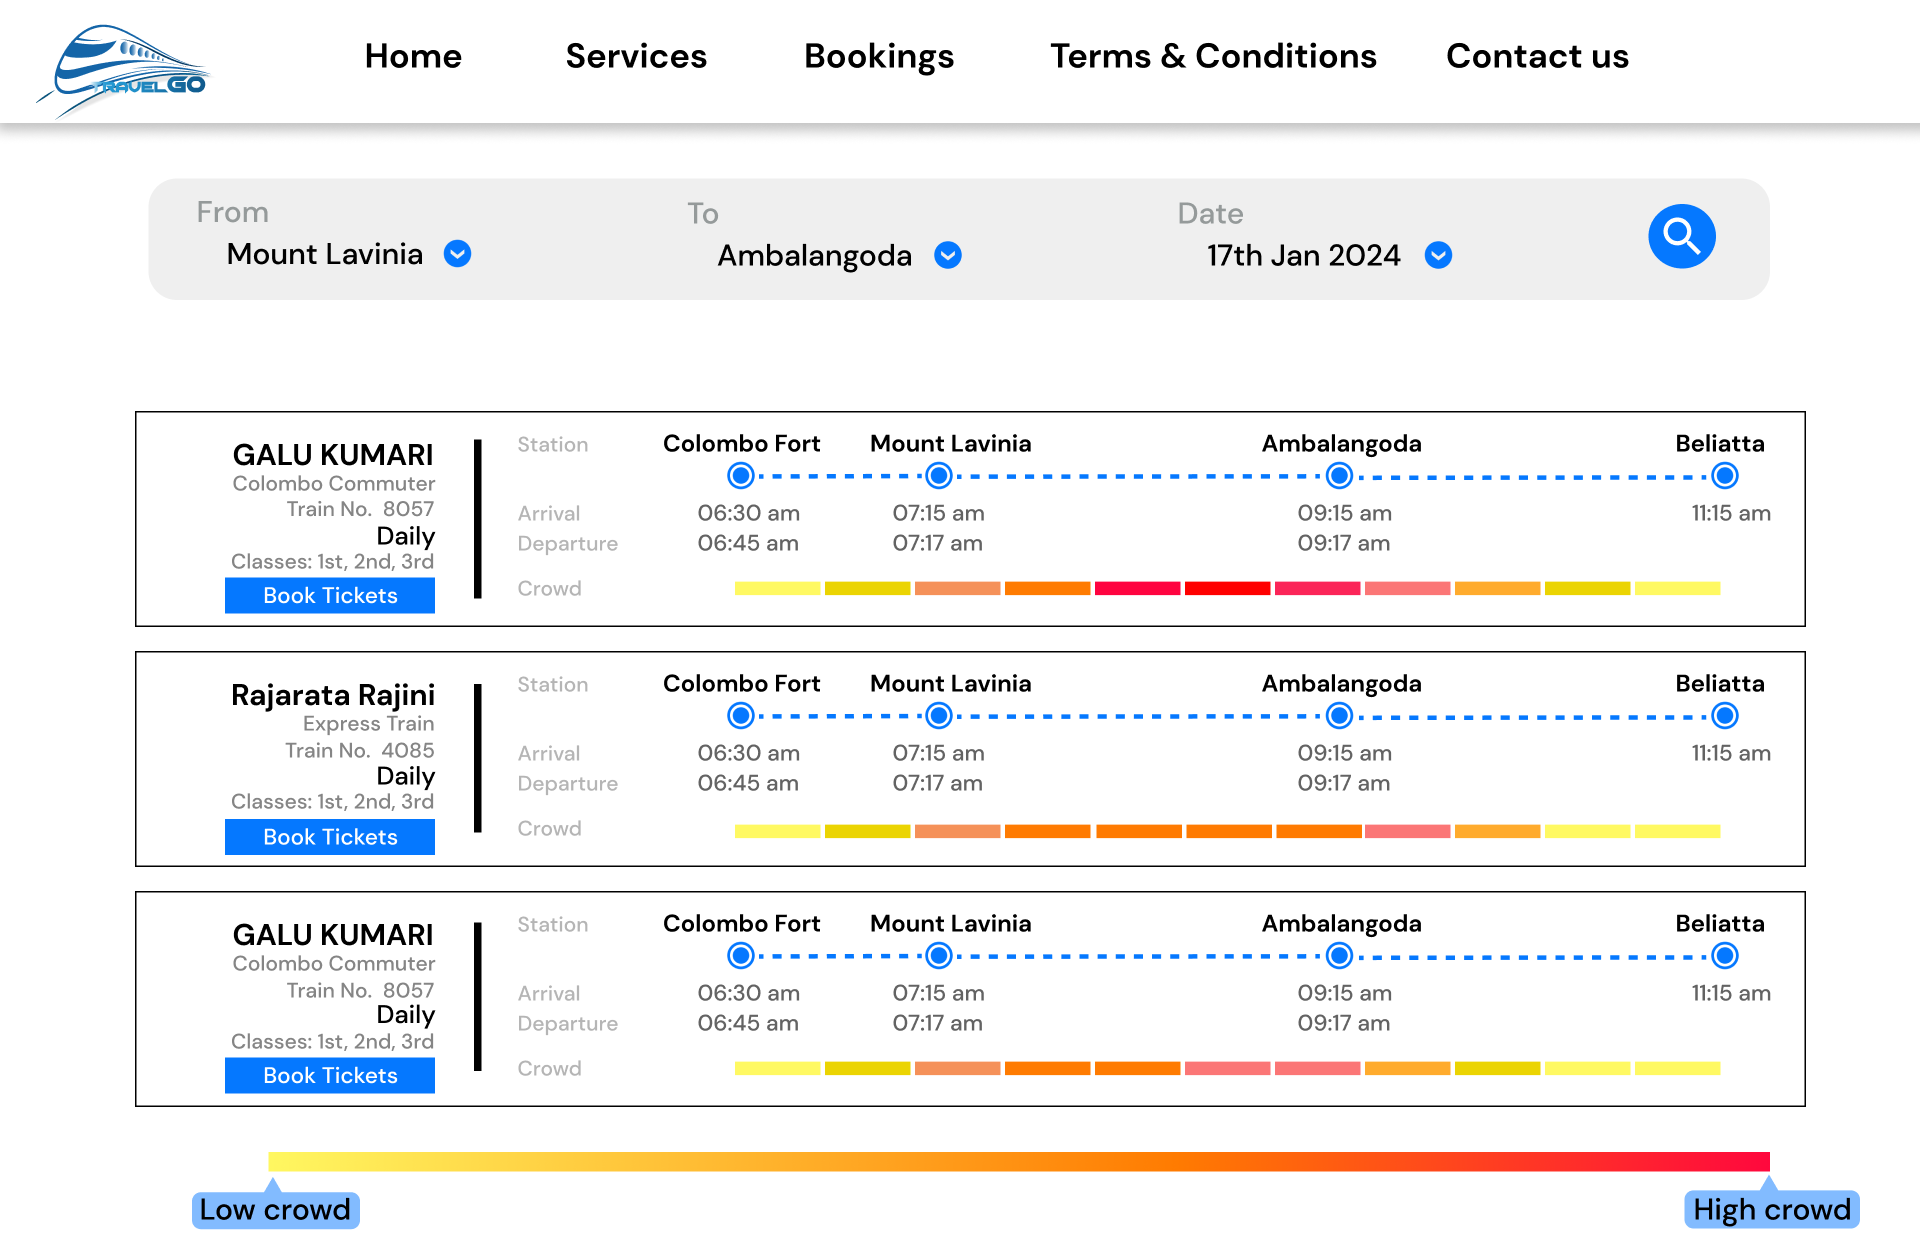 TRAVELGO
Home Services Bookings Terms & Conditions Contact us
From To Date
Mount Lavinia Ambalangoda 17th Jan 2024
GALU KUMARI
Colombo Commuter
Train No. 8057
Daily
Classes: 1st, 2nd, 3rd
Book Tickets
Station Colombo Fort Mount Lavinia Ambalangoda Beliatta
Arrival 06:30 am 07:15 am 09:15 am 11:15 am
Departure 06:45 am 07:17 am 09:17 am
Crowd
Rajarata Rajini
Express Train
Train No. 4085
Daily
Classes: 1st, 2nd, 3rd
Book Tickets
Station Colombo Fort Mount Lavinia Ambalangoda Beliatta
Arrival 06:30 am 07:15 am 09:15 am 11:15 am
Departure 06:45 am 07:17 am 09:17 am
Crowd
GALU KUMARI
Colombo Commuter
Train No. 8057
Daily
Classes: 1st, 2nd, 3rd
Book Tickets
Station Colombo Fort Mount Lavinia Ambalangoda Beliatta
Arrival 06:30 am 07:15 am 09:15 am 11:15 am
Departure 06:45 am 07:17 am 09:17 am
Crowd
Low crowd High crowd